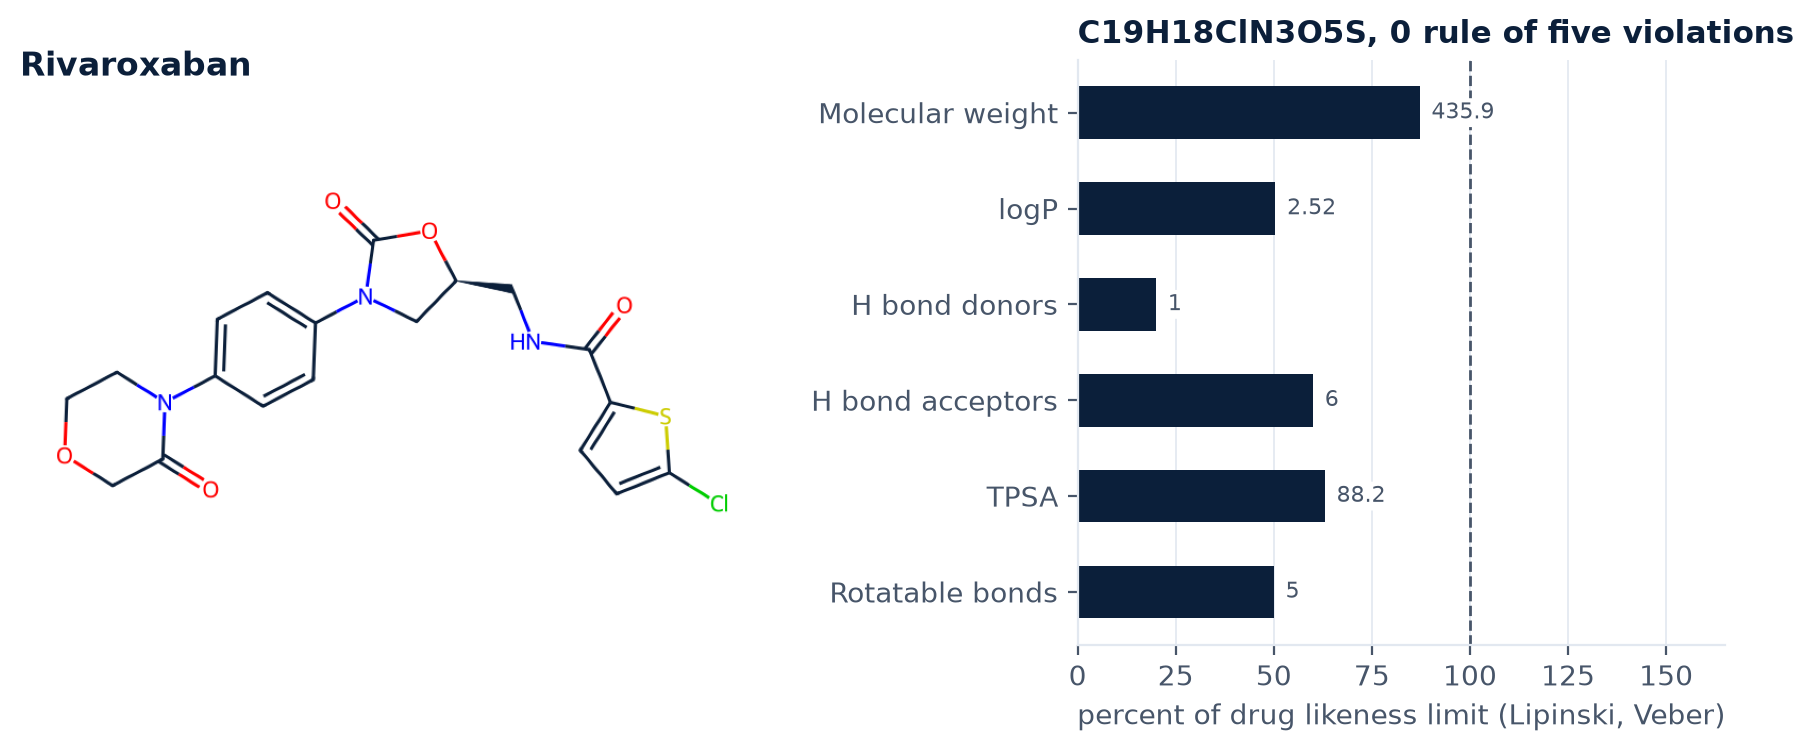 Rivaroxaban
O
O
N
O
HN
N
S
O
O
Cl
C19H18ClN3O5S, 0 rule of five violations
Molecular weight
435.9
logP
2.52
H bond donors
1
H bond acceptors
6
TPSA
88.2
Rotatable bonds
5
0 25 50 75 100 125 150
percent of drug likeness limit (Lipinski, Veber)